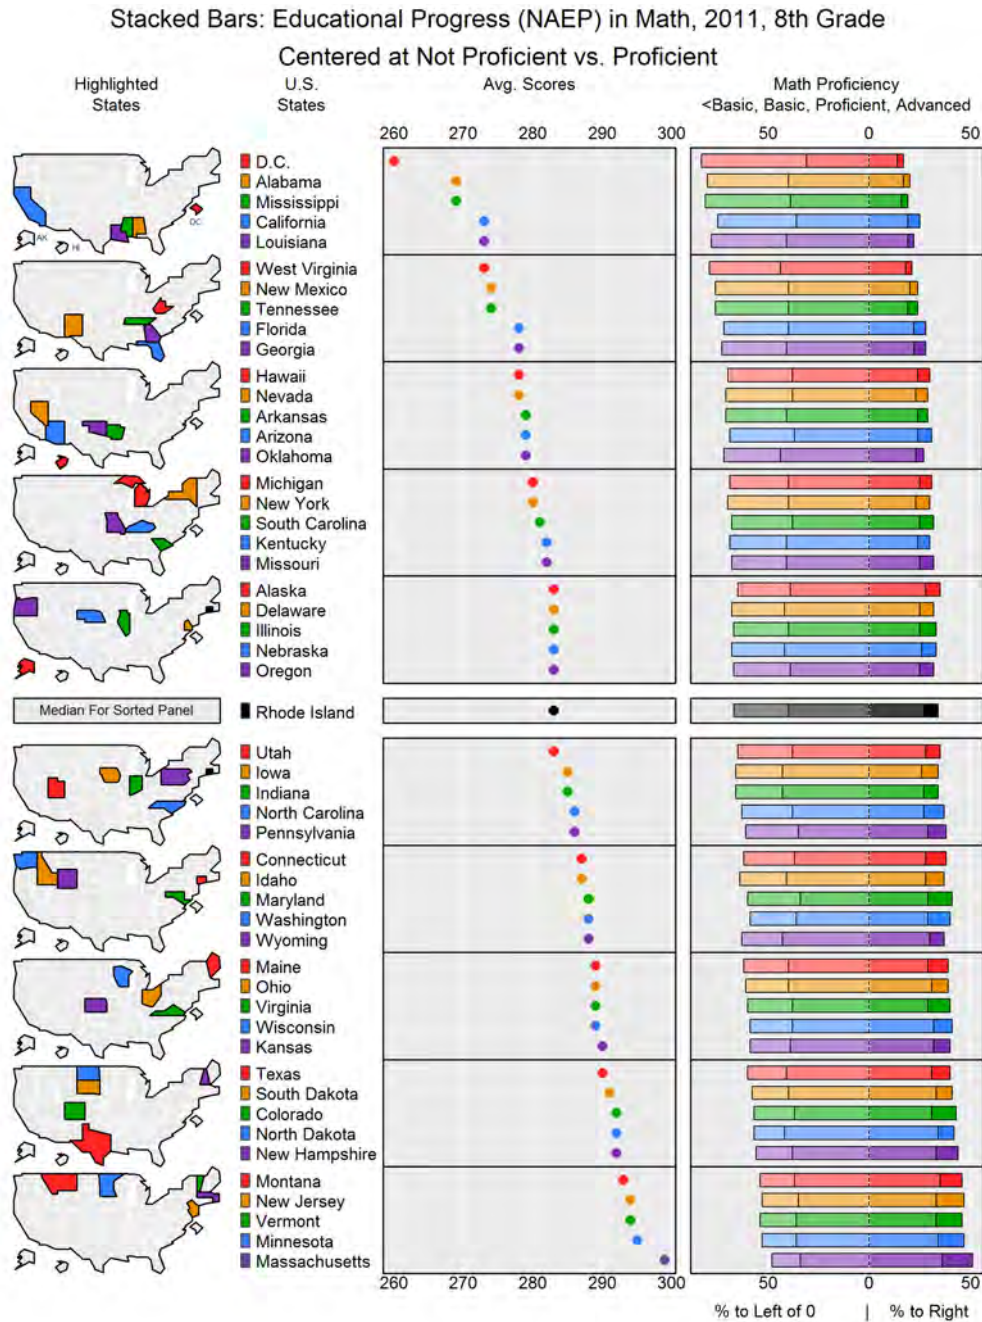 Stacked Bars: Educational Progress (NAEP) in Math, 2011, 8th Grade
Centered at Not Proficient vs. Proficient
Highlighted States
U.S. States
Avg. Scores
Math Proficiency
<Basic, Basic, Proficient, Advanced
260 270 280 290 300
50 0 50
D.C.
Alabama
Mississippi
California
Louisiana
AK
HI
DC
West Virginia
New Mexico
Tennessee
Florida
Georgia
Hawaii
Nevada
Arkansas
Arizona
Oklahoma
Michigan
New York
South Carolina
Kentucky
Missouri
Alaska
Delaware
Illinois
Nebraska
Oregon
Median For Sorted Panel
Rhode Island
Utah
Iowa
Indiana
North Carolina
Pennsylvania
Connecticut
Idaho
Maryland
Washington
Wyoming
Maine
Ohio
Virginia
Wisconsin
Kansas
Texas
South Dakota
Colorado
North Dakota
New Hampshire
Montana
New Jersey
Vermont
Minnesota
Massachusetts
260 270 280 290 300
50 0 50
% to Left of 0 | % to Right